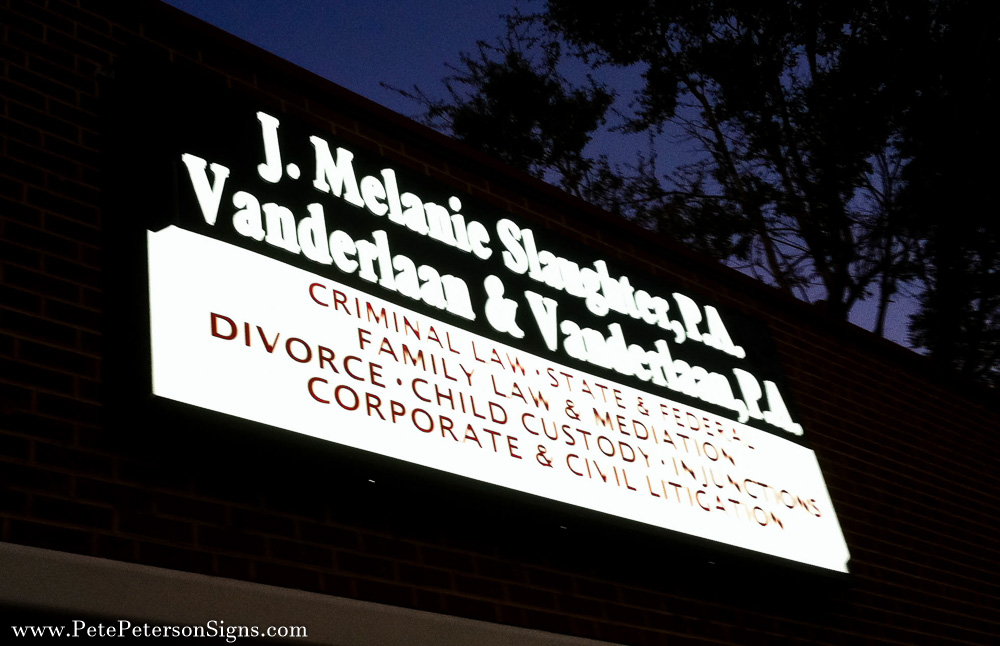 J. Melanie Slaughter, P.A.
Vanderlaan & Vanderlaan, P.A.
CRIMINAL LAW · STATE & FEDERAL
FAMILY LAW & MEDIATION
DIVORCE · CHILD CUSTODY · INJUNCTIONS
CORPORATE & CIVIL LITIGATION
www.PetePetersonSigns.com